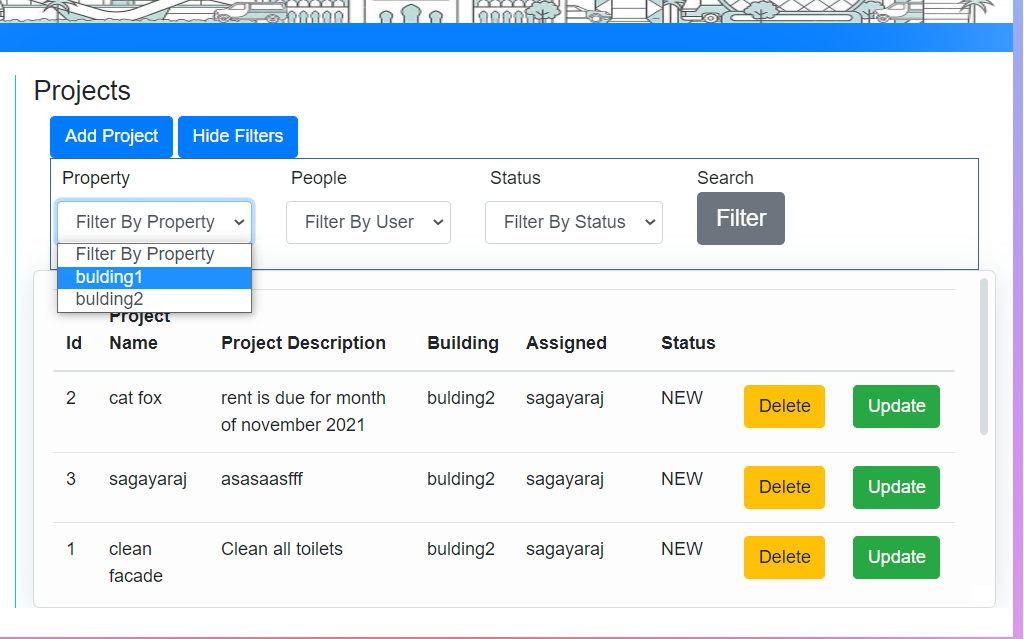 Projects
Add Project Hide Filters
Property People Status Search
Filter By Property Filter By User Filter By Status Filter
Filter By Property
bulding1
bulding2
Project
Id Name Project Description Building Assigned Status
2 cat fox rent is due for month bulding2 sagayaraj NEW Delete Update
of november 2021
3 sagayaraj asasaasfff bulding2 sagayaraj NEW Delete Update
1 clean Clean all toilets bulding2 sagayaraj NEW Delete Update
facade